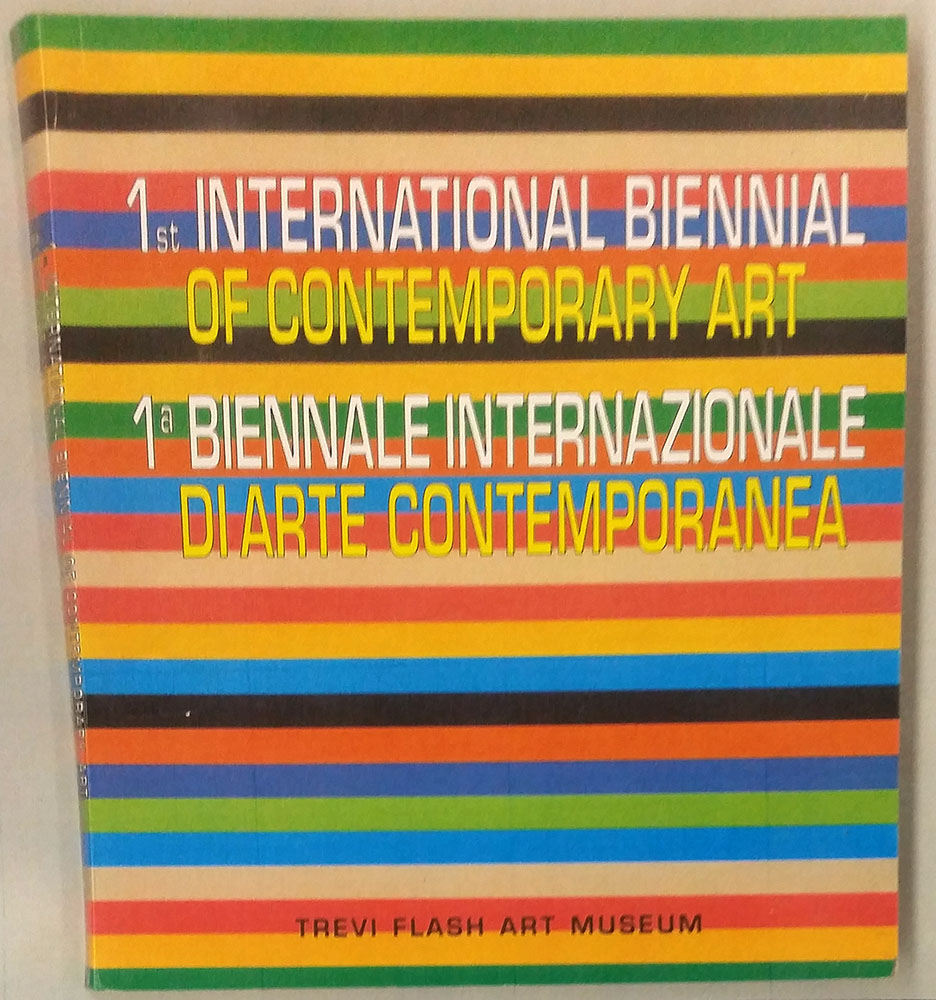 1st INTERNATIONAL BIENNIAL
OF CONTEMPORARY ART
1a BIENNALE INTERNAZIONALE
DI ARTE CONTEMPORANEA
TREVI FLASH ART MUSEUM